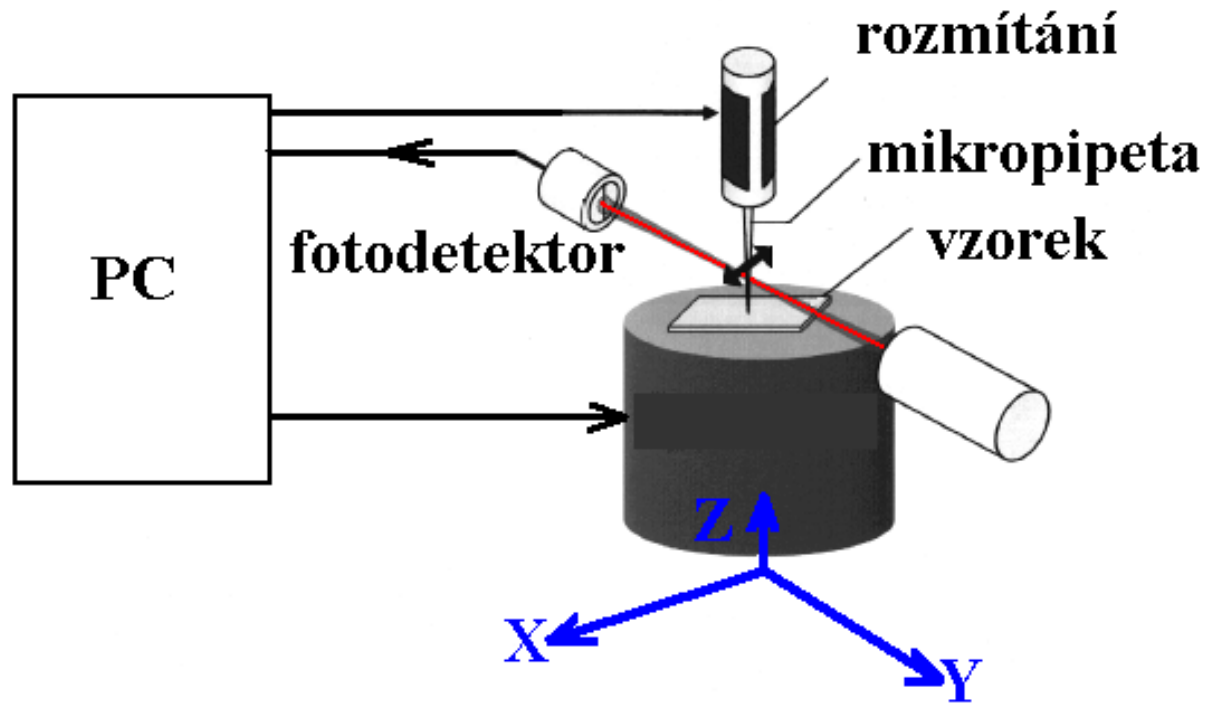 rozmítání
mikropipeta
vzorek
fotodetektor
PC
Z
X
Y